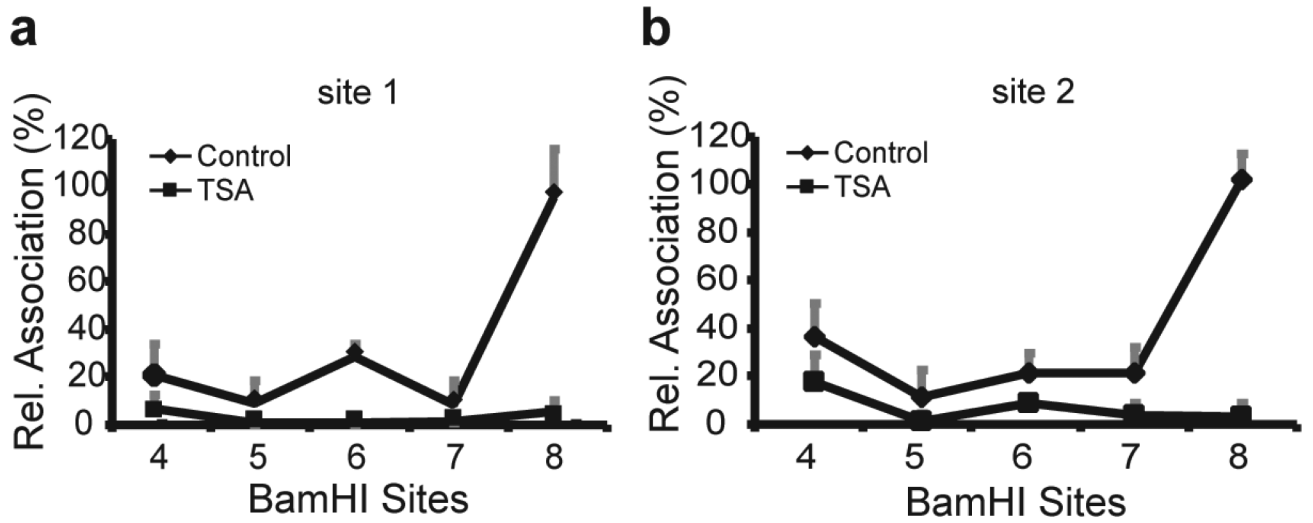 a
site 1
Rel. Association (%)
120
100
80
60
40
20
0
Control
TSA
4 5 6 7 8
BamHI Sites
b
site 2
Rel. Association (%)
120
100
80
60
40
20
0
Control
TSA
4 5 6 7 8
BamHI Sites